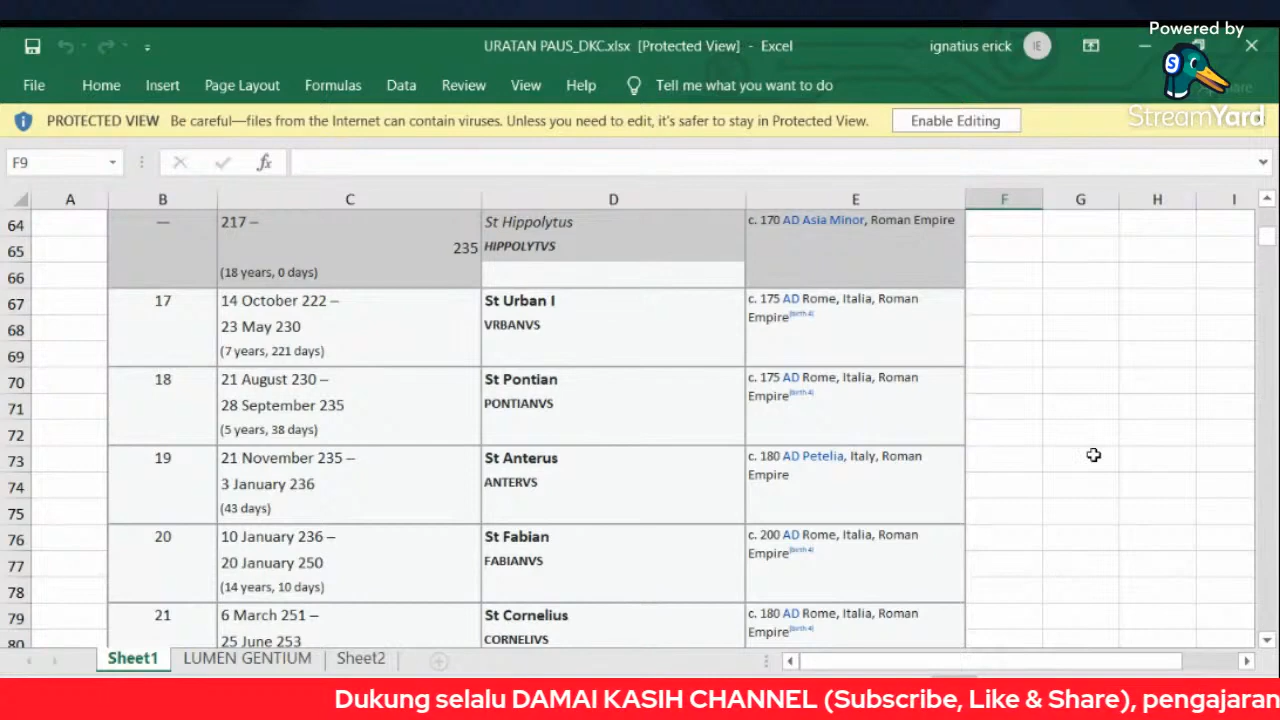 Powered by
URATAN PAUS_DKC.xlsx [Protected View] - Excel
ignatius erick
IE
File Home Insert Page Layout Formulas Data Review View Help Tell me what you want to do
StreamYard
PROTECTED VIEW Be careful—files from the Internet can contain viruses. Unless you need to edit, it's safer to stay in Protected View. Enable Editing
F9
fx
A B C D E F G H I
64 — 217 – St Hippolytus c. 170 AD Asia Minor, Roman Empire
65 235 HIPPOLYTVS
66 (18 years, 0 days)
67 17 14 October 222 – St Urban I c. 175 AD Rome, Italia, Roman
Empire[birth 4]
68 23 May 230 VRBANVS
69 (7 years, 221 days)
70 18 21 August 230 – St Pontian c. 175 AD Rome, Italia, Roman
Empire[birth 4]
71 28 September 235 PONTIANVS
72 (5 years, 38 days)
73 19 21 November 235 – St Anterus c. 180 AD Petelia, Italy, Roman
Empire
74 3 January 236 ANTERVS
75 (43 days)
76 20 10 January 236 – St Fabian c. 200 AD Rome, Italia, Roman
Empire[birth 4]
77 20 January 250 FABIANVS
78 (14 years, 10 days)
79 21 6 March 251 – St Cornelius c. 180 AD Rome, Italia, Roman
Empire[birth 4]
80 25 June 253 CORNELIVS
Sheet1 LUMEN GENTIUM Sheet2
Dukung selalu DAMAI KASIH CHANNEL (Subscribe, Like & Share), pengajaran